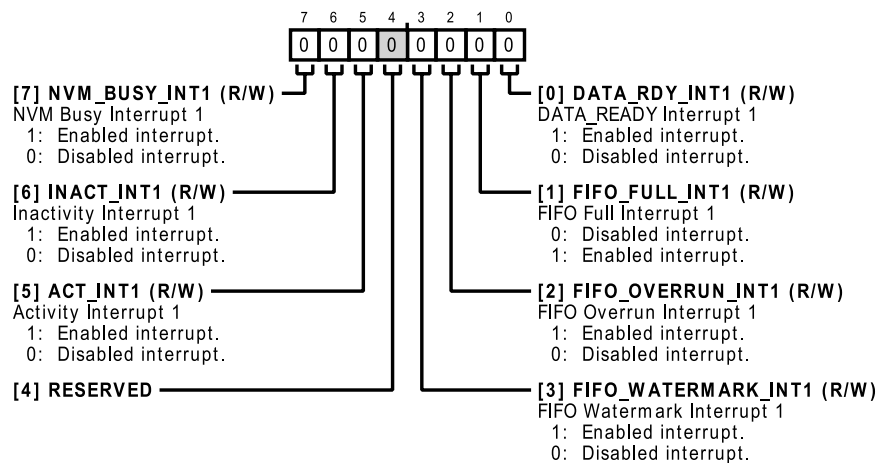 7 6 5 4 3 2 1 0
0 0 0 0 0 0 0 0
[7] NVM_BUSY_INT1 (R/W)
NVM Busy Interrupt 1
1: Enabled interrupt.
0: Disabled interrupt.
[6] INACT_INT1 (R/W)
Inactivity Interrupt 1
1: Enabled interrupt.
0: Disabled interrupt.
[5] ACT_INT1 (R/W)
Activity Interrupt 1
1: Enabled interrupt.
0: Disabled interrupt.
[4] RESERVED
[0] DATA_RDY_INT1 (R/W)
DATA_READY Interrupt 1
1: Enabled interrupt.
0: Disabled interrupt.
[1] FIFO_FULL_INT1 (R/W)
FIFO Full Interrupt 1
0: Disabled interrupt.
1: Enabled interrupt.
[2] FIFO_OVERRUN_INT1 (R/W)
FIFO Overrun Interrupt 1
1: Enabled interrupt.
0: Disabled interrupt.
[3] FIFO_WATERMARK_INT1 (R/W)
FIFO Watermark Interrupt 1
1: Enabled interrupt.
0: Disabled interrupt.